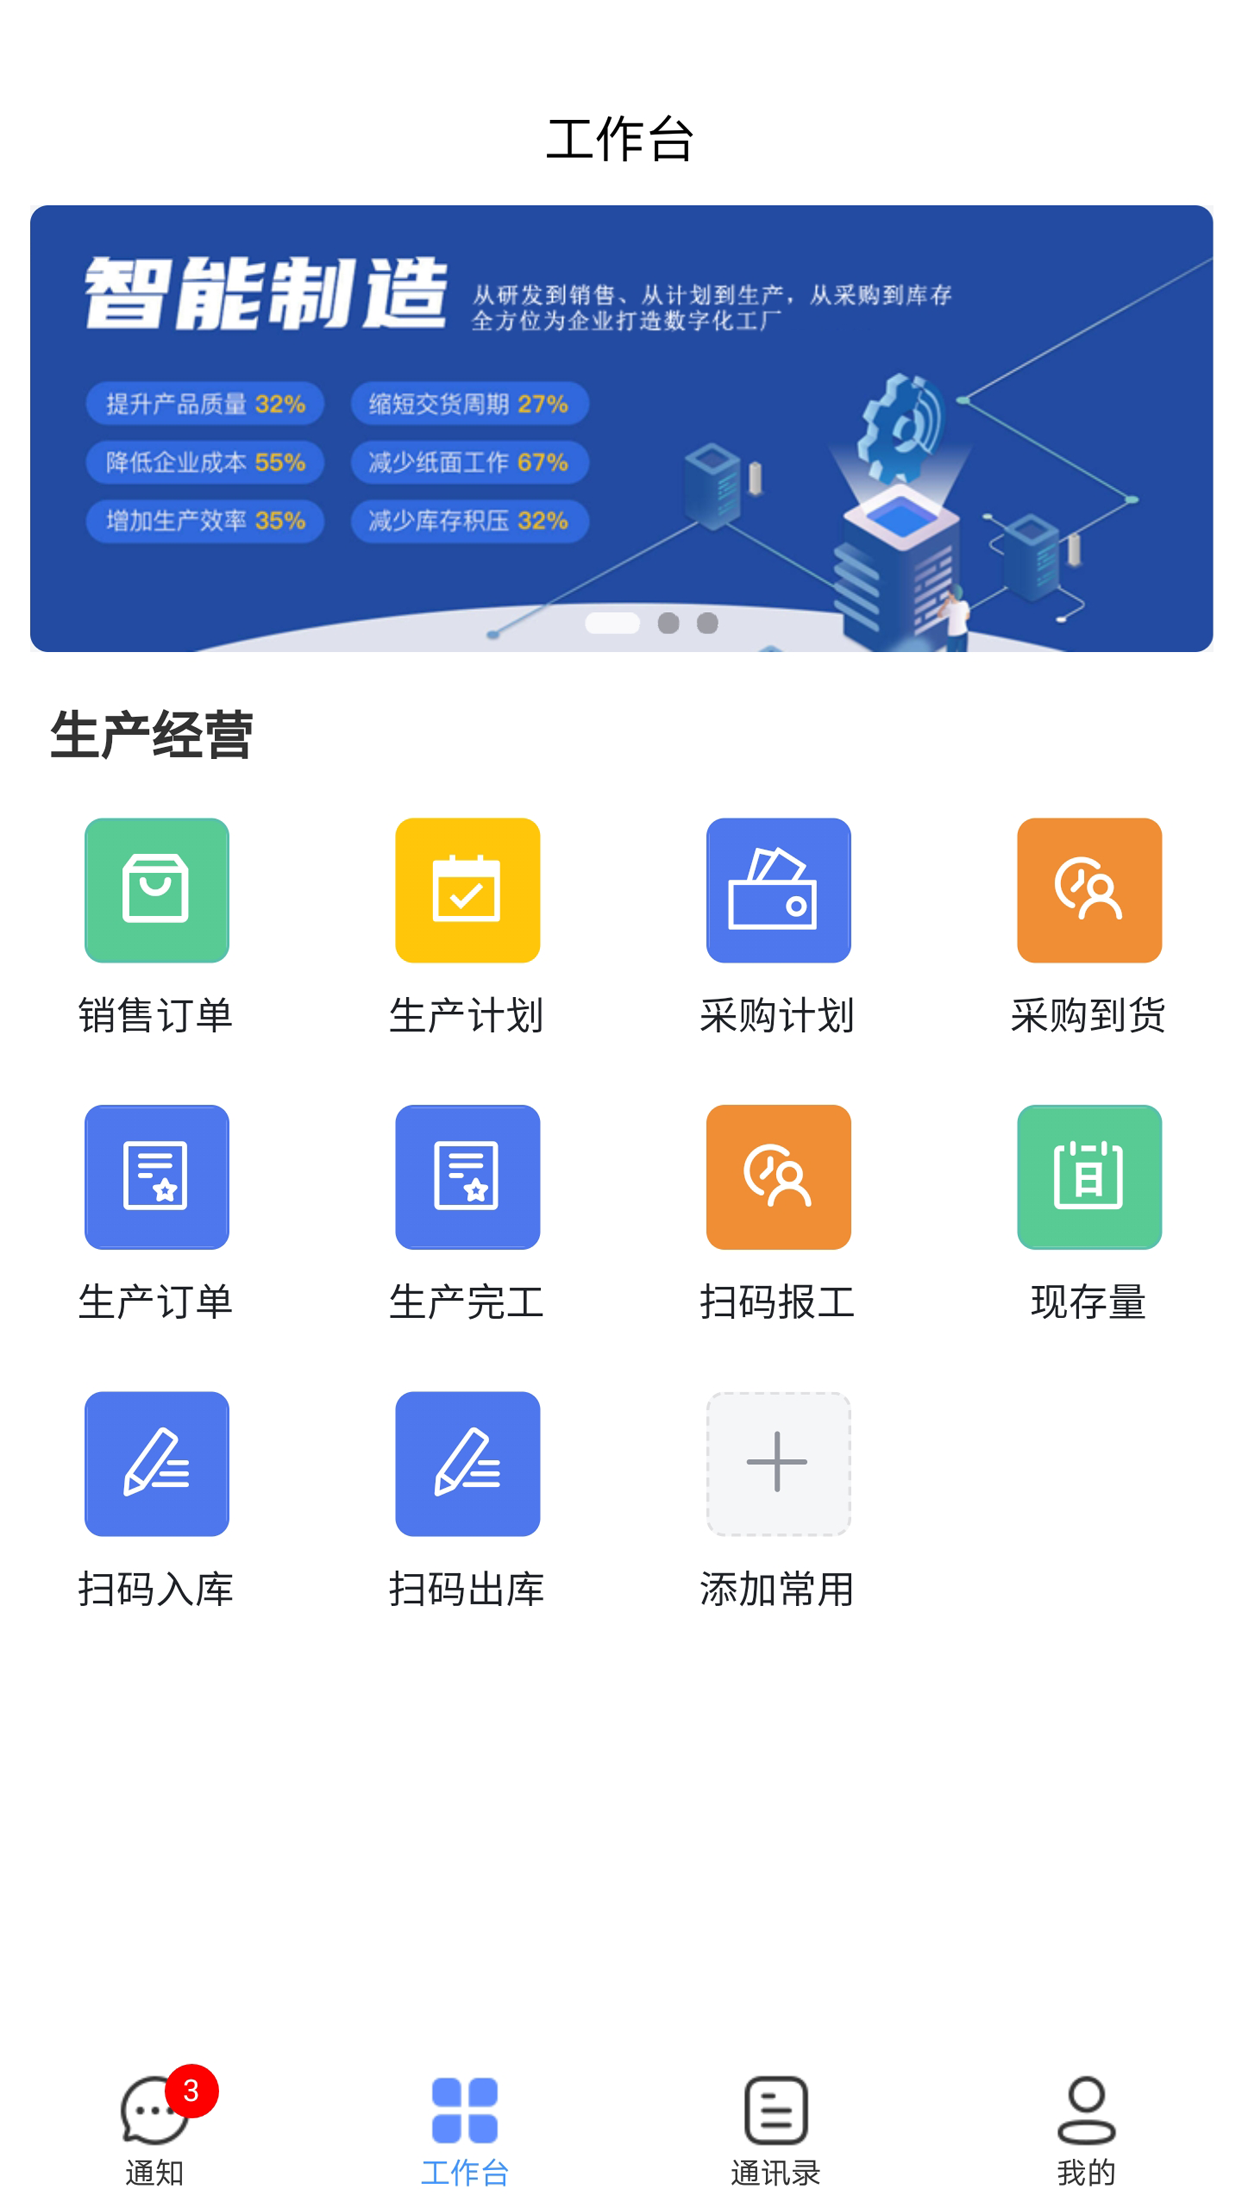 工作台
智能制造
从研发到销售、从计划到生产，从采购到库存
全方位为企业打造数字化工厂
提升产品质量 32% 缩短交货周期 27%
降低企业成本 55% 减少纸面工作 67%
增加生产效率 35% 减少库存积压 32%
生产经营
销售订单 生产计划 采购计划 采购到货
生产订单 生产完工 扫码报工 现存量
扫码入库 扫码出库 添加常用
3
通知 工作台 通讯录 我的